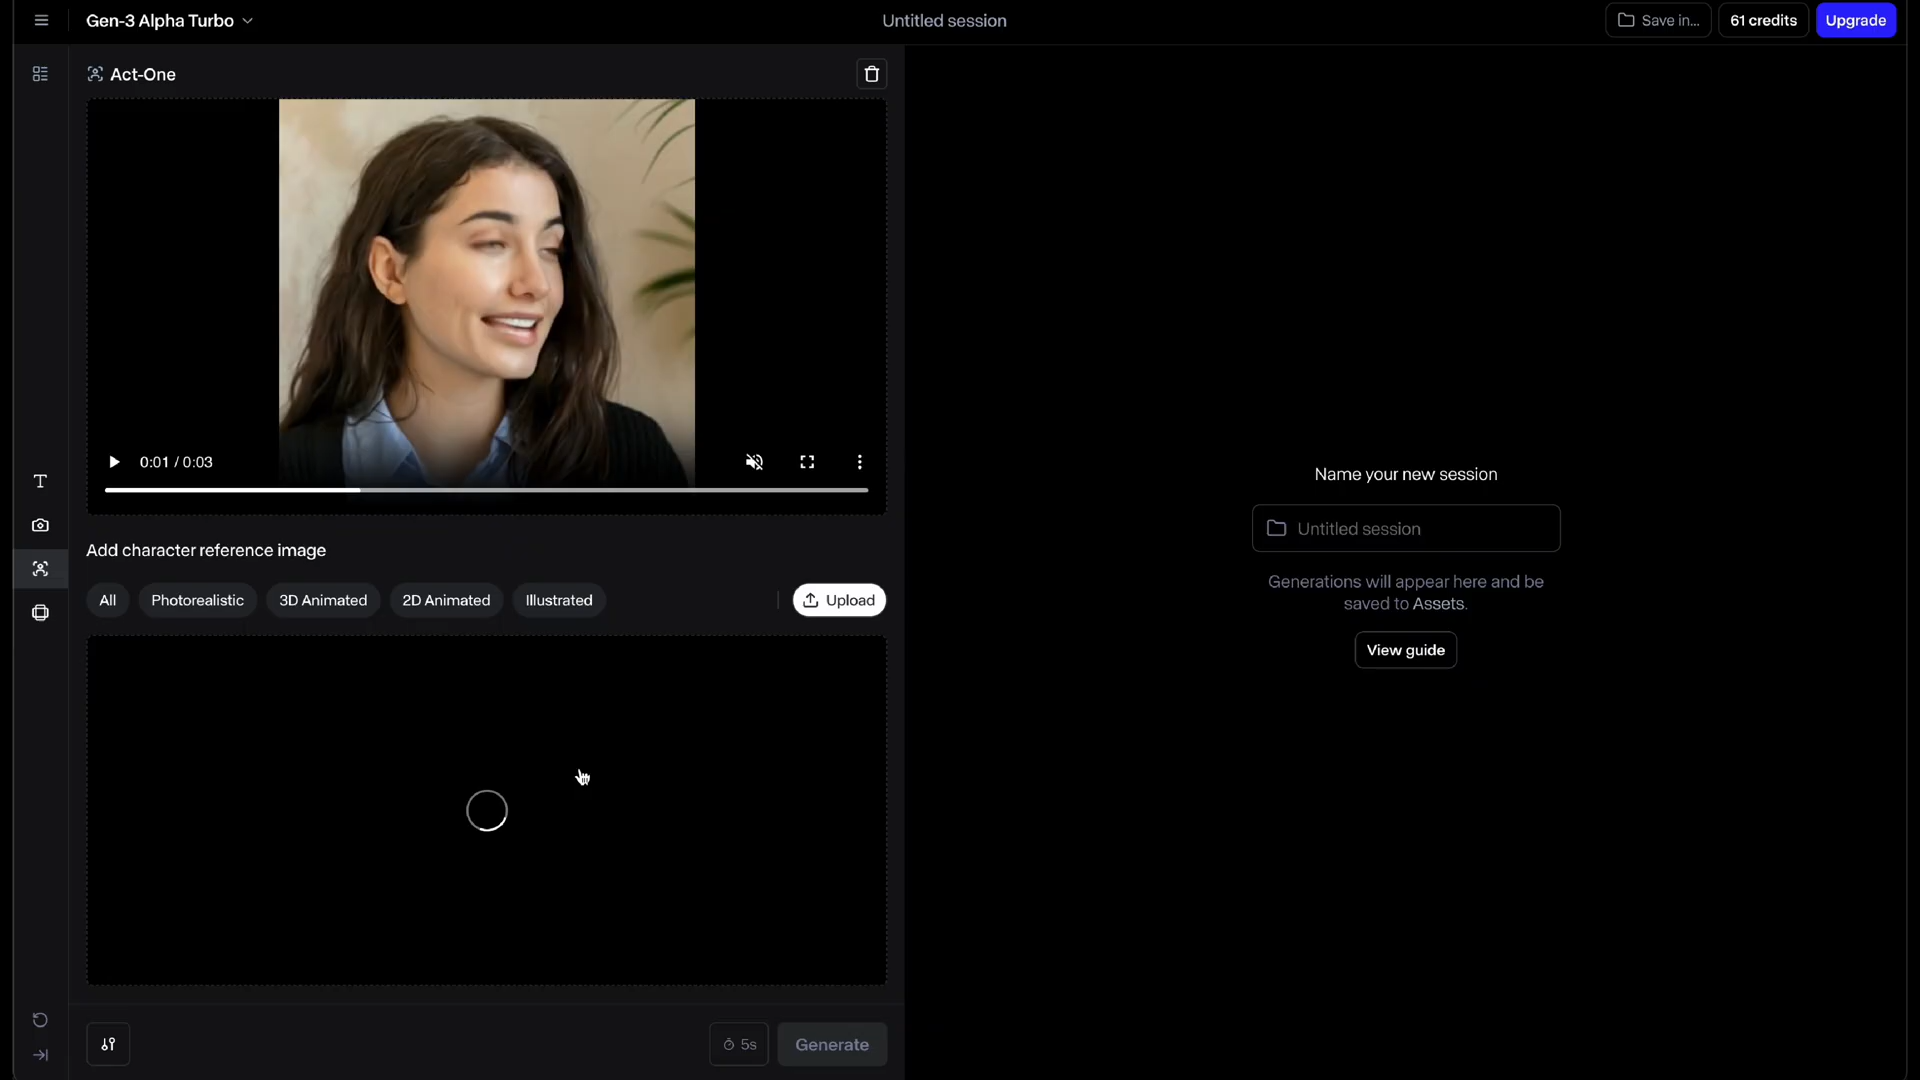 Gen-3 Alpha Turbo
Untitled session
Save in...
61 credits
Upgrade
Act-One
0:01 / 0:03
Add character reference image
All
Photorealistic
3D Animated
2D Animated
Illustrated
Upload
T
5s
Generate
Name your new session
Untitled session
Generations will appear here and be
saved to Assets.
View guide